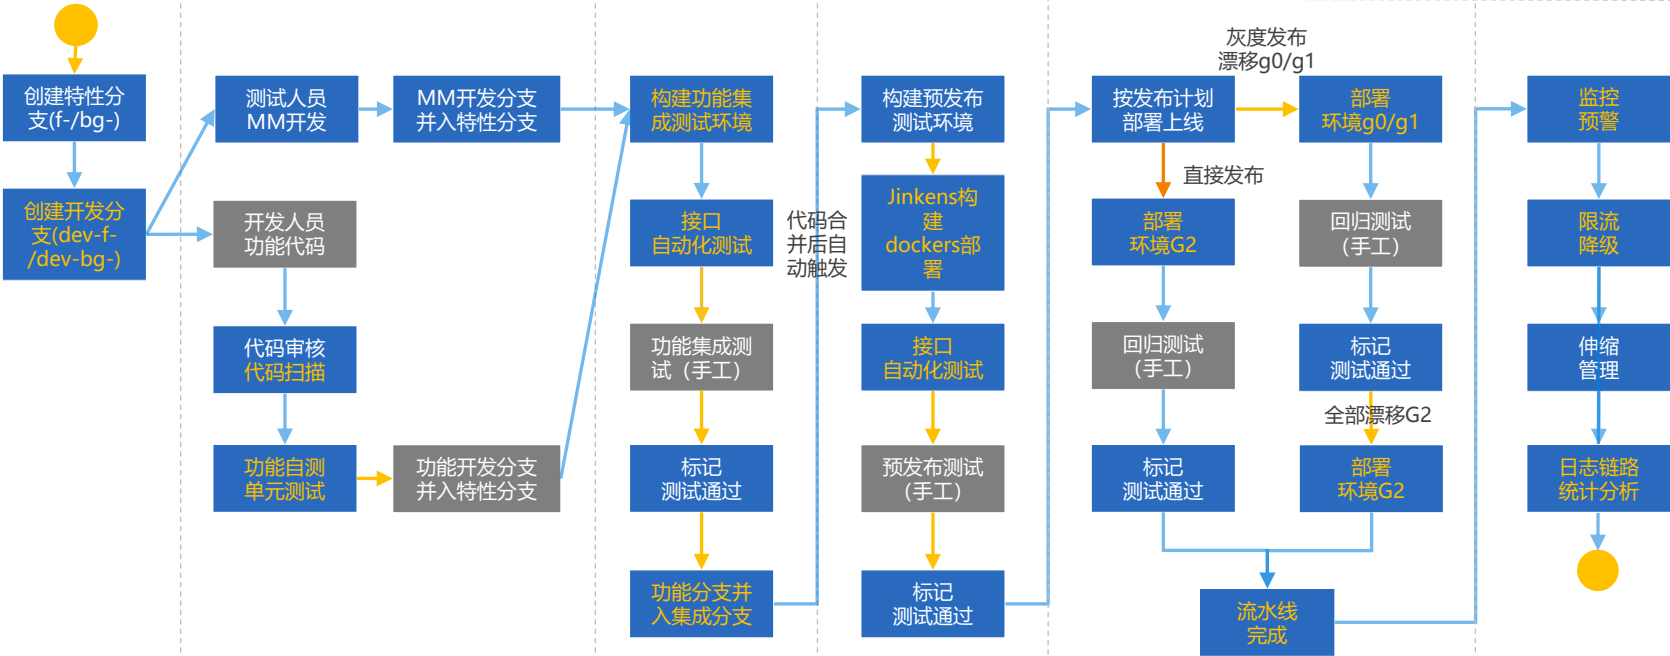 创建特性分
支(f-/bg-)
创建开发分
支(dev-f-
/dev-bg-)
测试人员
MM开发
MM开发分支
并入特性分支
开发人员
功能代码
代码审核
代码扫描
功能自测
单元测试
功能开发分支
并入特性分支
构建功能集
成测试环境
接口
自动化测试
功能集成测
试（手工）
标记
测试通过
功能分支并
入集成分支
代码合
并后自
动触发
构建预发布
测试环境
Jinkens构
建
dockers部
署
接口
自动化测试
预发布测试
（手工）
标记
测试通过
按发布计划
部署上线
灰度发布
漂移g0/g1
直接发布
部署
环境G2
回归测试
（手工）
标记
测试通过
部署
环境g0/g1
回归测试
（手工）
标记
测试通过
全部漂移G2
部署
环境G2
流水线
完成
监控
预警
限流
降级
伸缩
管理
日志链路
统计分析